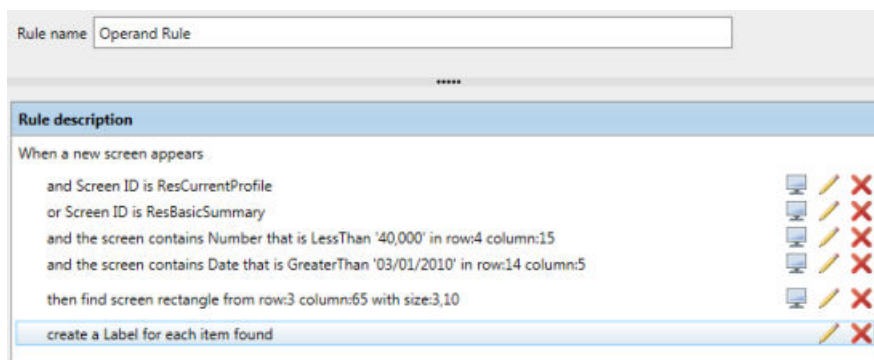 Rule name Operand Rule
Rule description
When a new screen appears
and Screen ID is ResCurrentProfile
or Screen ID is ResBasicSummary
and the screen contains Number that is LessThan '40,000' in row:4 column:15
and the screen contains Date that is GreaterThan '03/01/2010' in row:14 column:5
then find screen rectangle from row:3 column:65 with size:3,10
create a Label for each item found